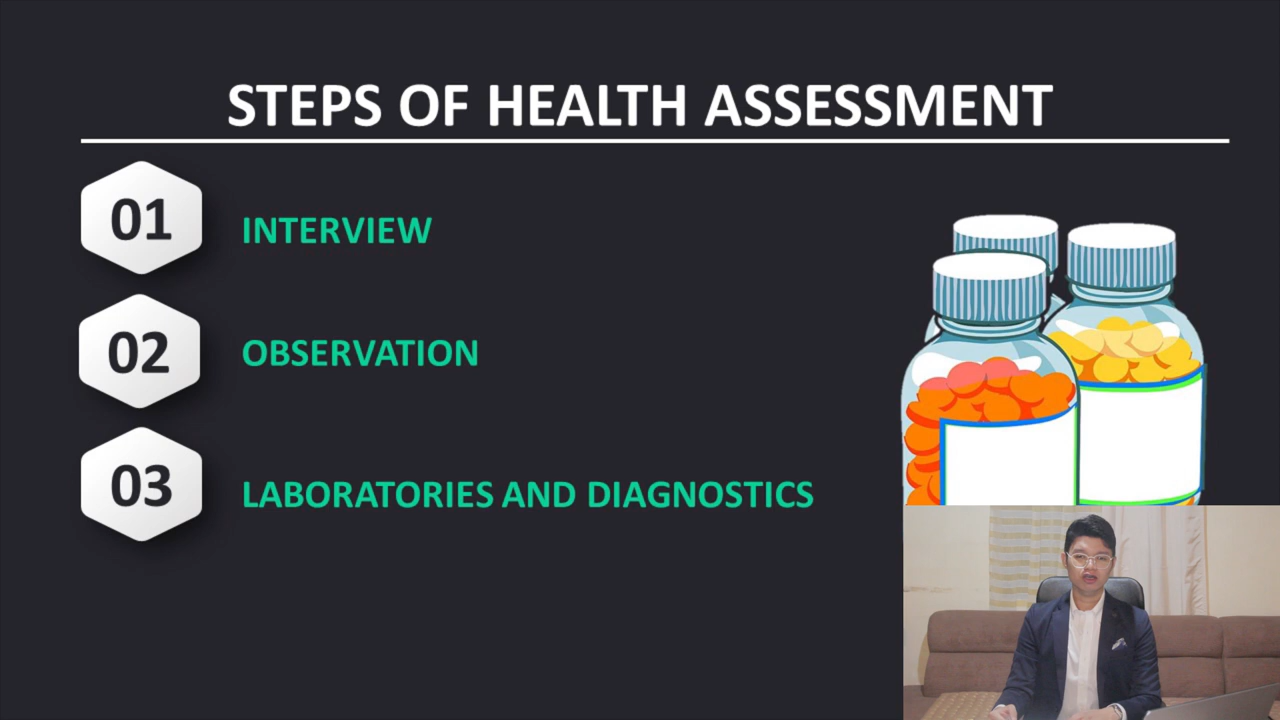 STEPS OF HEALTH ASSESSMENT
01
INTERVIEW
02
OBSERVATION
03
LABORATORIES AND DIAGNOSTICS